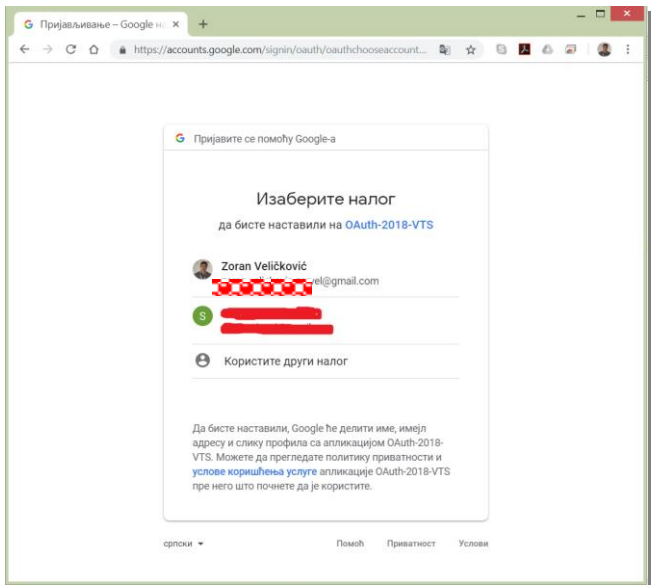 Пријављивање – Google н
https://accounts.google.com/signin/oauth/oauthchooseaccount...
Пријавите се помоћу Google-а
Изаберите налог
да бисте наставили на OAuth-2018-VTS
Zoran Veličković
vel@gmail.com
S
Користите други налог
Да бисте наставили, Google ће делити име, имејл
адресу и слику профила са апликацијом OAuth-2018-
VTS. Можете да прегледате политику приватности и
услове коришћења услуге апликације OAuth-2018-VTS
пре него што почнете да је користите.
српски
Помоћ Приватност Услови